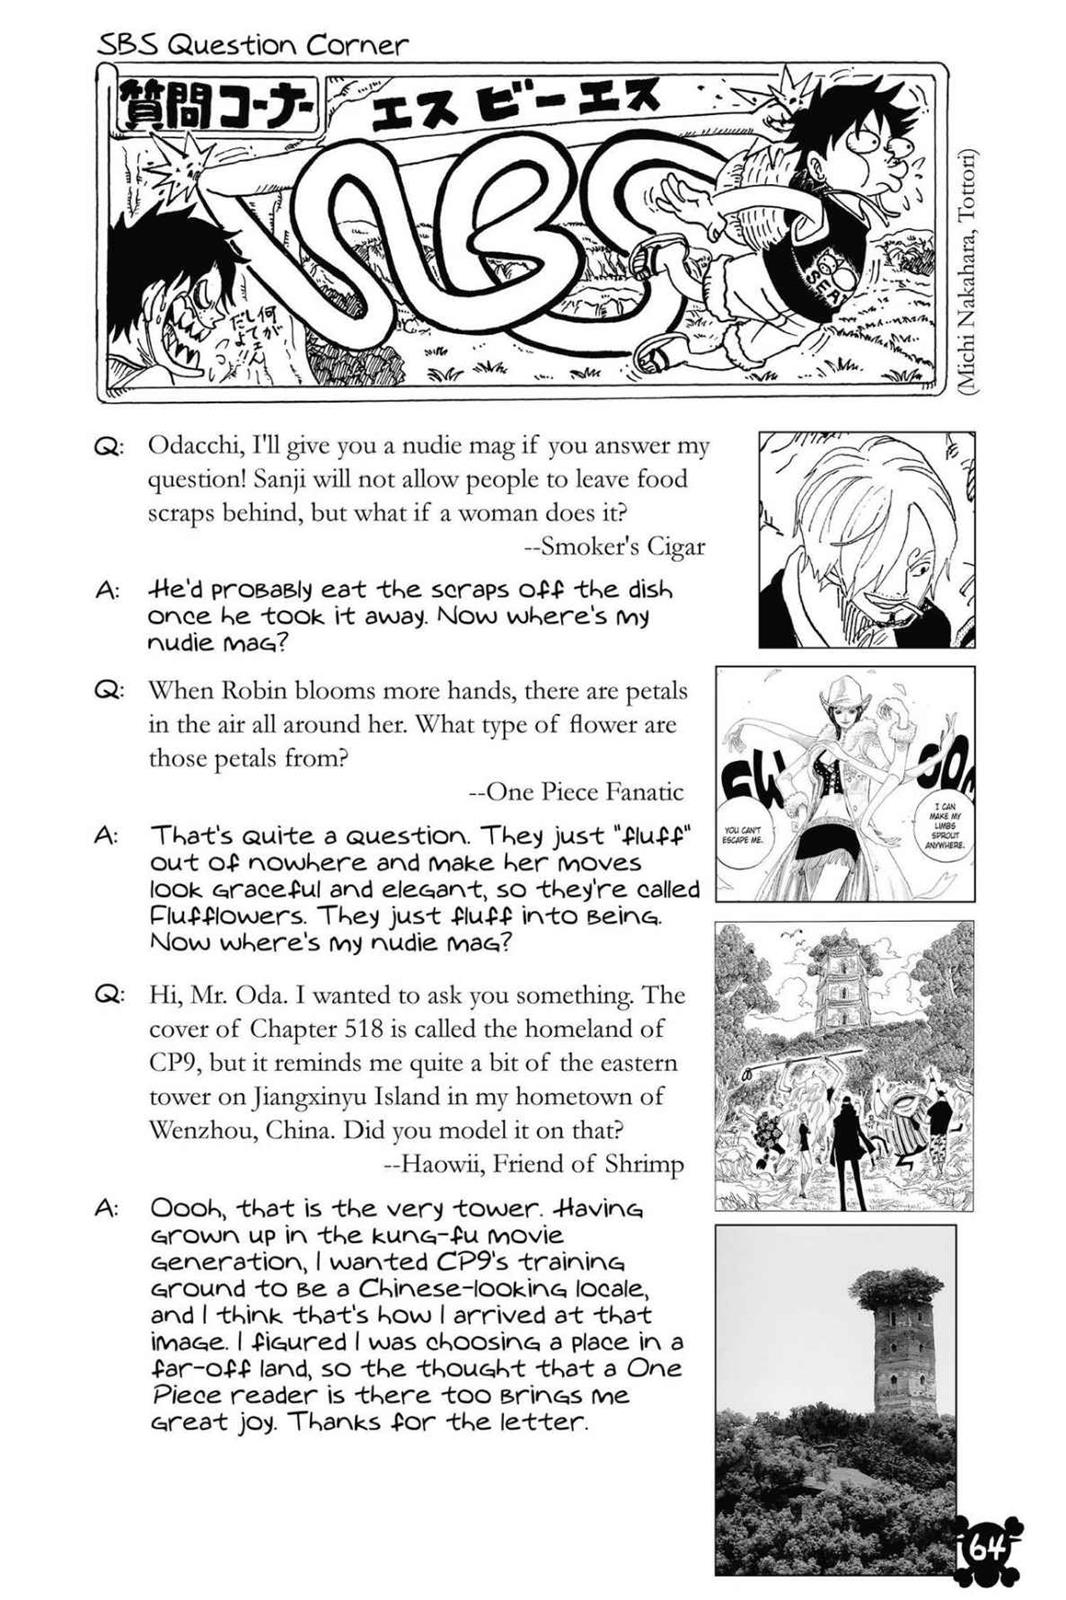 SBS Question Corner
質問コーナー
エス ビー エス
SBS
何が
してェん
だよ
SEA
(Michi Nakahara, Tottori)
Q: Odacchi, I'll give you a nudie mag if you answer my
question! Sanji will not allow people to leave food
scraps behind, but what if a woman does it?
--Smoker's Cigar
A: He'd probably eat the scraps off the dish
once he took it away. Now where's my
nudie mag?
Q: When Robin blooms more hands, there are petals
in the air all around her. What type of flower are
those petals from?
--One Piece Fanatic
A: That's quite a question. They just "fluff"
out of nowhere and make her moves
look graceful and elegant, so they're called
Flufflowers. They just fluff into being.
Now where's my nudie mag?
YOU CAN'T
ESCAPE ME.
I CAN
MAKE MY
LIMBS
SPROUT
ANYWHERE.
Q: Hi, Mr. Oda. I wanted to ask you something. The
cover of Chapter 518 is called the homeland of
CP9, but it reminds me quite a bit of the eastern
tower on Jiangxinyu Island in my hometown of
Wenzhou, China. Did you model it on that?
--Haowii, Friend of Shrimp
A: Oooh, that is the very tower. Having
grown up in the kung-fu movie
generation, I wanted CP9's training
ground to be a Chinese-looking locale,
and I think that's how I arrived at that
image. I figured I was choosing a place in a
far-off land, so the thought that a One
Piece reader is there too brings me
great joy. Thanks for the letter.
64